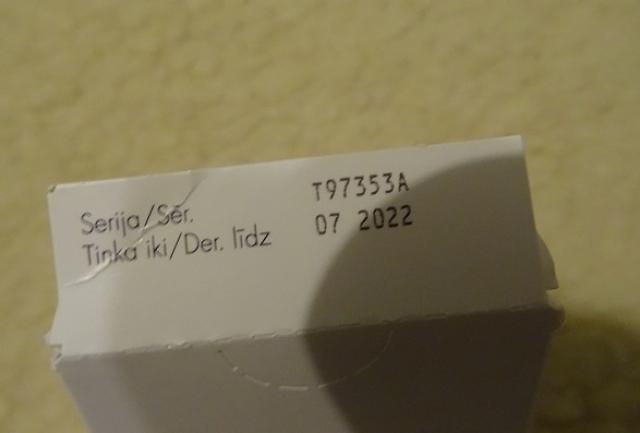 Serija/Sēr. T97353A
Tinka iki/Der. līdz 07 2022